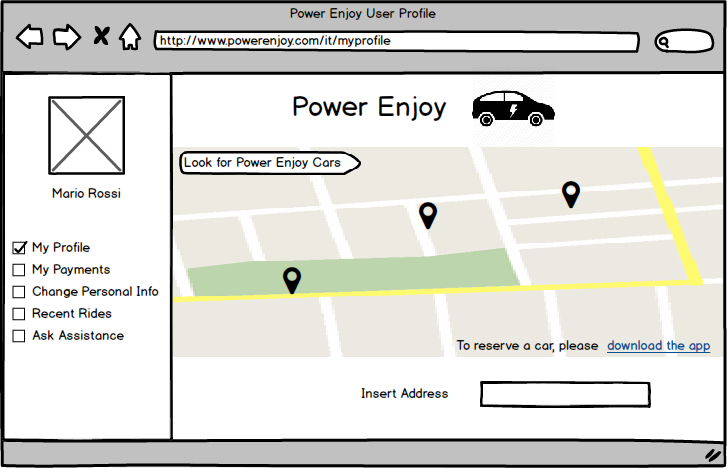 Power Enjoy User Profile
http://www.powerenjoy.com/it/myprofile
Power Enjoy
Mario Rossi
My Profile
My Payments
Change Personal Info
Recent Rides
Ask Assistance
Look for Power Enjoy Cars
To reserve a car, please download the app
Insert Address